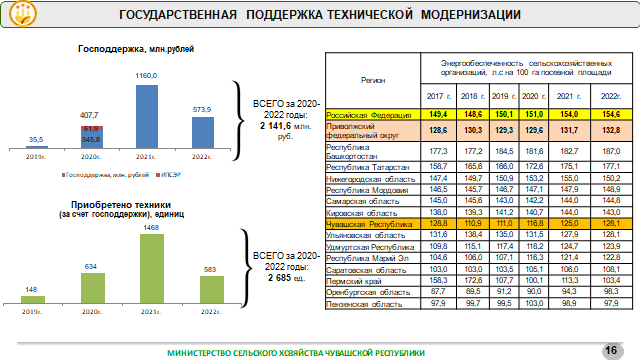 ГОСУДАРСТВЕННАЯ ПОДДЕРЖКА ТЕХНИЧЕСКОЙ МОДЕРНИЗАЦИИ
Господдержка, млн.рублей
1160,0
407,7
573,9
61,9
35,5
345,8
2019г.
2020г.
2021г.
2022г.
Господдержка, млн.рублей
ИПСЭР
ВСЕГО за 2020-
2022 годы:
2 141,6 млн.
руб.
Приобретено техники
(за счет господдержки), единиц
1468
634
583
148
2019г.
2020г.
2021г.
2022г.
ВСЕГО за 2020-
2022 годы:
2 685 ед.
Регион
Энергообеспеченность сельскохозяйственных
организаций, л.с на 100 га посевной площади
2017 г. 2018 г. 2019 г. 2020 г. 2021 г. 2022г.
Российская Федерация 149,4 148,6 150,1 151,0 154,0 154,6
Приволжский
федеральный округ 128,6 130,3 129,3 129,6 131,7 132,8
Республика
Башкортостан 177,3 177,2 184,5 181,6 182,7 187,0
Республика Татарстан 158,7 165,6 166,0 172,6 175,1 177,1
Нижегородская область 147,4 149,7 150,9 153,2 155,0 150,2
Республика Мордовия 146,5 145,7 146,7 147,1 147,9 148,9
Самарская область 145,0 145,6 143,0 142,2 144,0 144,8
Кировская область 138,0 139,3 141,2 140,7 144,0 143,0
Чувашская Республика 128,8 110,9 111,0 116,8 125,0 128,1
Ульяновская область 131,6 138,4 135,0 131,5 127,9 128,1
Удмуртская Республика 109,8 115,1 117,4 118,2 124,7 123,9
Республика Марий Эл 104,6 106,0 107,1 116,3 121,4 122,8
Саратовская область 103,0 103,0 103,5 105,1 106,0 108,1
Пермский край 158,3 172,6 107,7 100,1 113,3 103,4
Оренбургская область 87,7 89,5 91,2 90,0 94,3 98,3
Пензенская область 97,9 99,7 99,5 103,0 98,9 97,9
МИНИСТЕРСТВО СЕЛЬСКОГО ХОЗЯЙСТВА ЧУВАШСКОЙ РЕСПУБЛИКИ
16